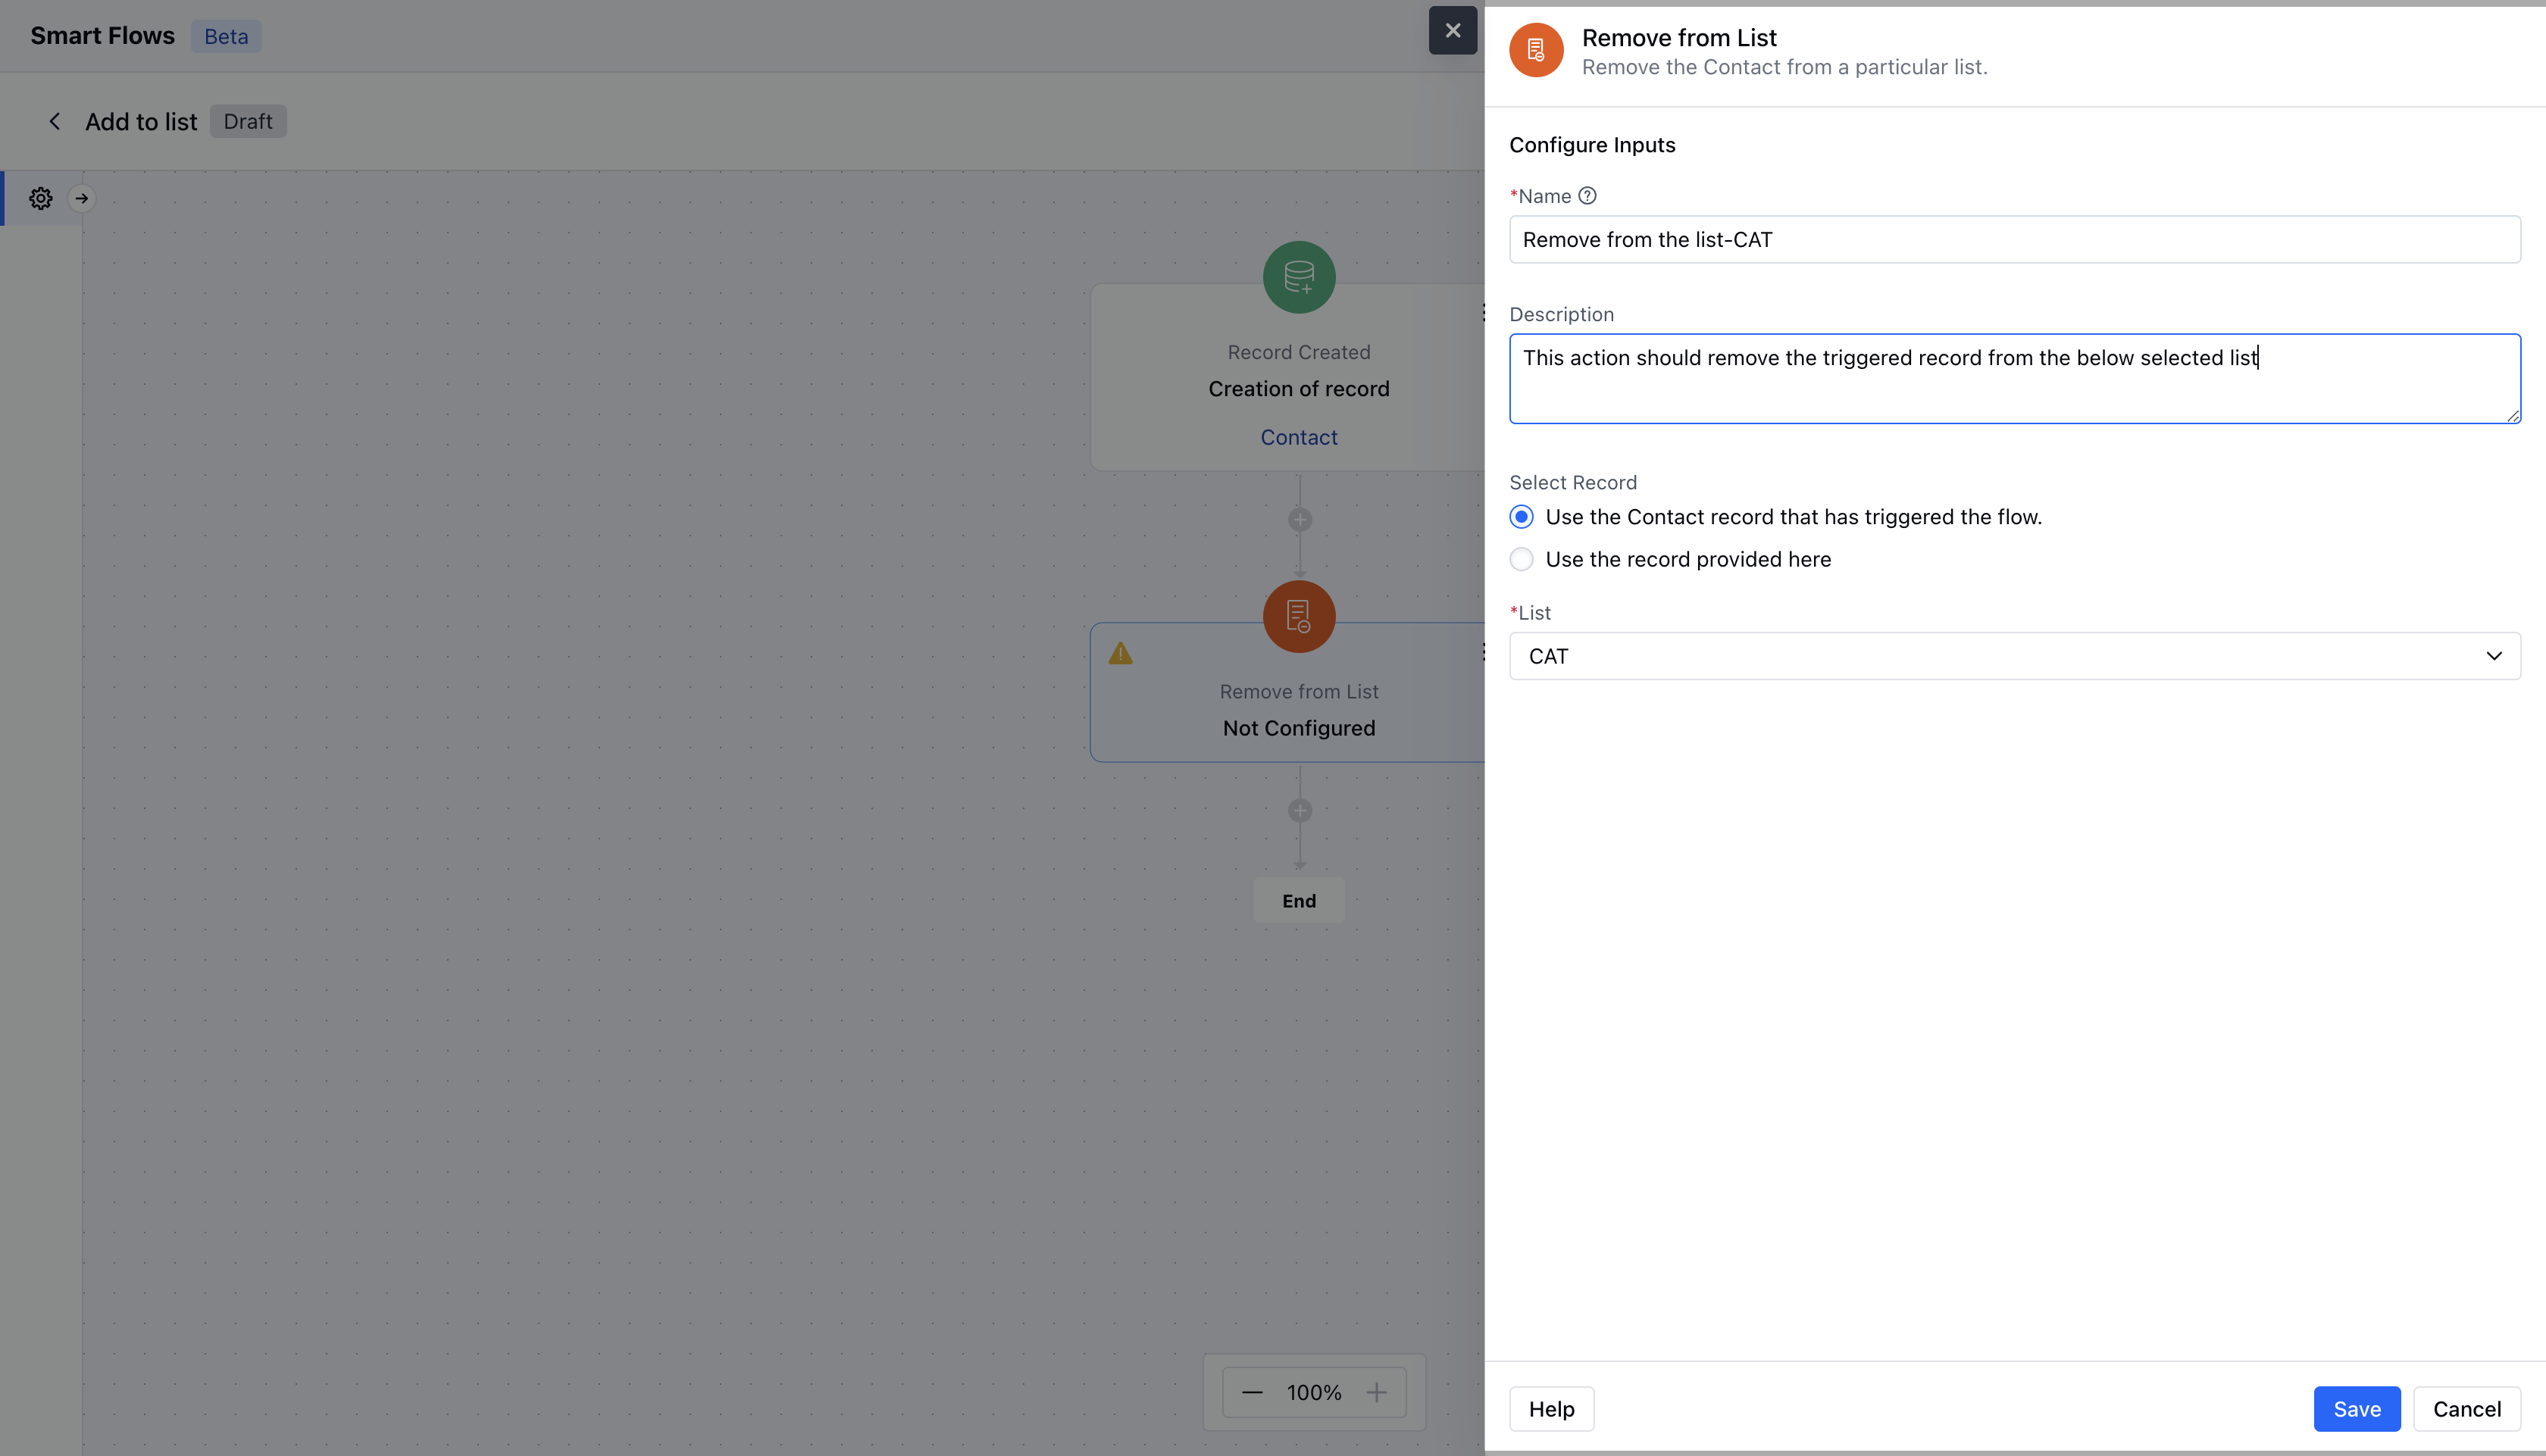 Smart Flows Beta
Add to list Draft
Record Created
Creation of record
Contact
Remove from List
Not Configured
End
100%
Remove from List
Remove the Contact from a particular list.
Configure Inputs
*Name
Remove from the list-CAT
Description
This action should remove the triggered record from the below selected list
Select Record
Use the Contact record that has triggered the flow.
Use the record provided here
*List
CAT
Help Save Cancel